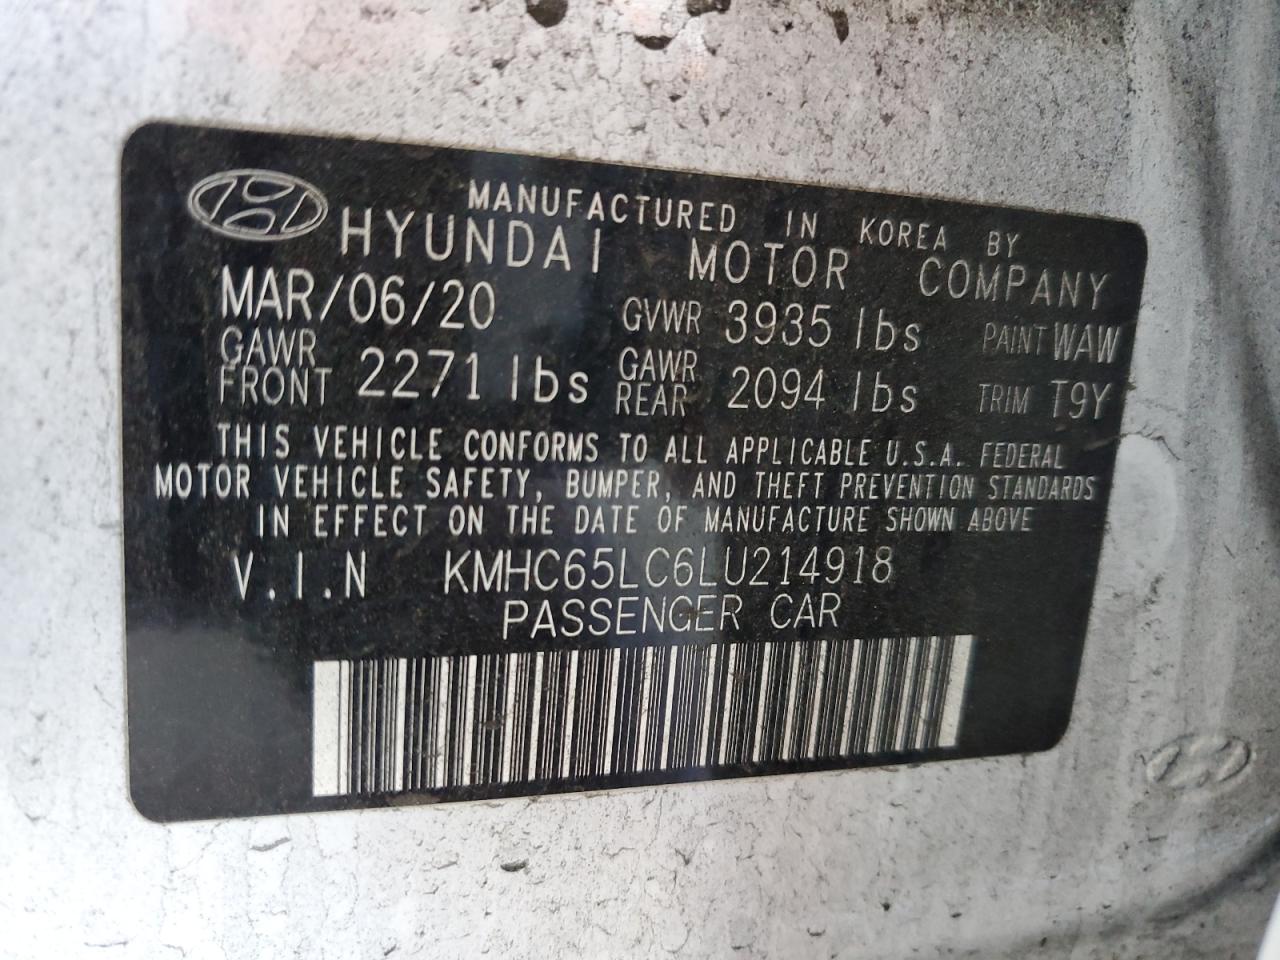 MANUFACTURED IN KOREA BY
HYUNDAI MOTOR COMPANY
MAR/06/20 GVWR 3935 lbs PAINT WAW
GAWR FRONT 2271 lbs GAWR REAR 2094 lbs TRIM T9Y
THIS VEHICLE CONFORMS TO ALL APPLICABLE U.S.A. FEDERAL
MOTOR VEHICLE SAFETY, BUMPER, AND THEFT PREVENTION STANDARDS
IN EFFECT ON THE DATE OF MANUFACTURE SHOWN ABOVE
V.I.N KMHC65LC6LU214918
PASSENGER CAR